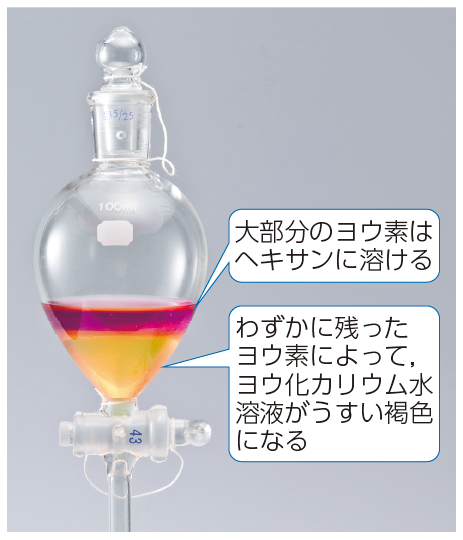 100ml
大部分のヨウ素は
ヘキサンに溶ける
わずかに残った
ヨウ素によって，
ヨウ化カリウム水
溶液がうすい褐色
になる
43